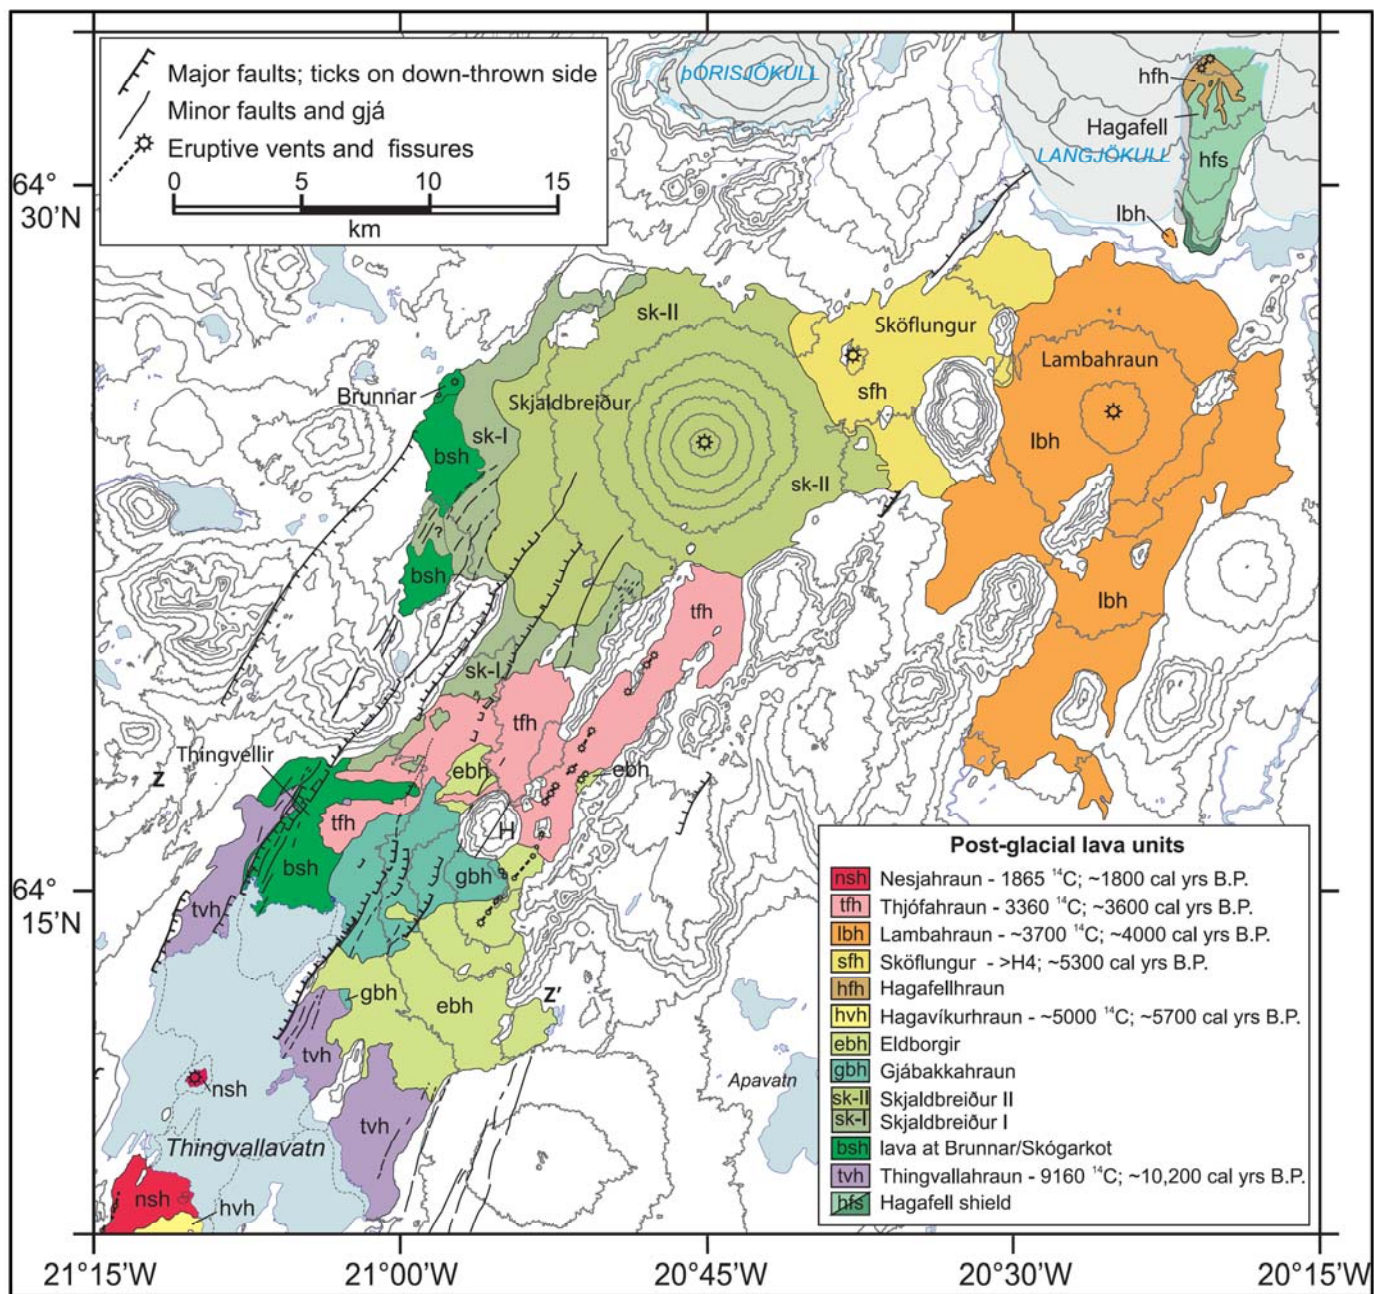 Major faults; ticks on down-thrown side
Minor faults and gjá
Eruptive vents and fissures
0 5 10 15
km
þORISJÖKULL
hfh
Hagafell
LANGJÖKULL
hfs
lbh
64°
30'N
sk-II
Sköflungur
Lambahraun
Brunnar
Skjaldbreiður
sfh
sk-I
lbh
bsh
sk-II
?
bsh
tfh
lbh
sk-I
tfh
Thingvellir
Z
ebh
ebh
tfh
H
bsh
gbh
64°
15'N
tvh
gbh
ebh
Z'
tvh
nsh
Apavatn
tvh
Thingvallavatn
nsh
hvh
Post-glacial lava units
nsh Nesjahraun - 1865 ¹⁴C; ~1800 cal yrs B.P.
tfh Thjófahraun - 3360 ¹⁴C; ~3600 cal yrs B.P.
lbh Lambahraun - ~3700 ¹⁴C; ~4000 cal yrs B.P.
sfh Sköflungur - >H4; ~5300 cal yrs B.P.
hfh Hagafellhraun
hvh Hagavíkurhraun - ~5000 ¹⁴C; ~5700 cal yrs B.P.
ebh Eldborgir
gbh Gjábakkahraun
sk-II Skjaldbreiður II
sk-I Skjaldbreiður I
bsh lava at Brunnar/Skógarkot
tvh Thingvallahraun - 9160 ¹⁴C; ~10,200 cal yrs B.P.
hfs Hagafell shield
21°15'W 21°00'W 20°45'W 20°30'W 20°15'W